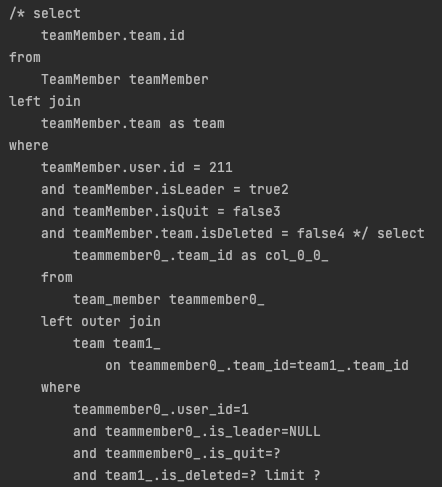 /* select
teamMember.team.id
from
TeamMember teamMember
left join
teamMember.team as team
where
teamMember.user.id = 211
and teamMember.isLeader = true2
and teamMember.isQuit = false3
and teamMember.team.isDeleted = false4 */ select
teammember0_.team_id as col_0_0_
from
team_member teammember0_
left outer join
team team1_
on teammember0_.team_id=team1_.team_id
where
teammember0_.user_id=1
and teammember0_.is_leader=NULL
and teammember0_.is_quit=?
and team1_.is_deleted=? limit ?